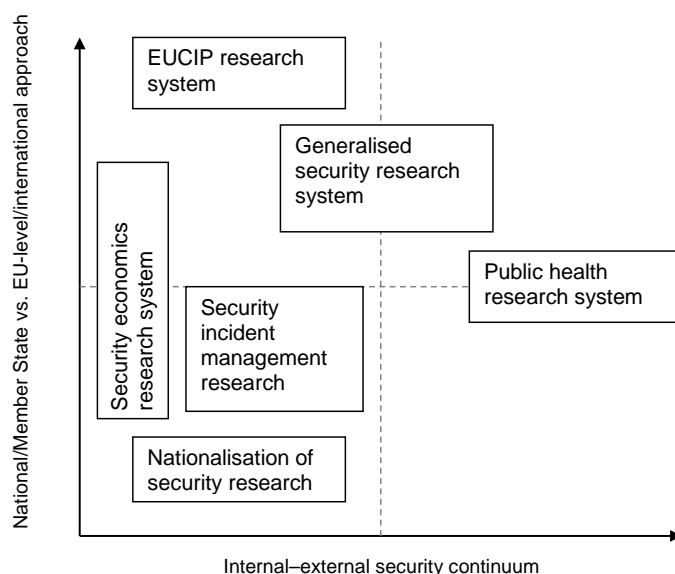 National/Member State vs. EU-level/international approach
EUCIP research
system
Generalised
security research
system
Security economics
research system
Public health
research system
Security
incident
management
research
Nationalisation of
security research
Internal–external security continuum